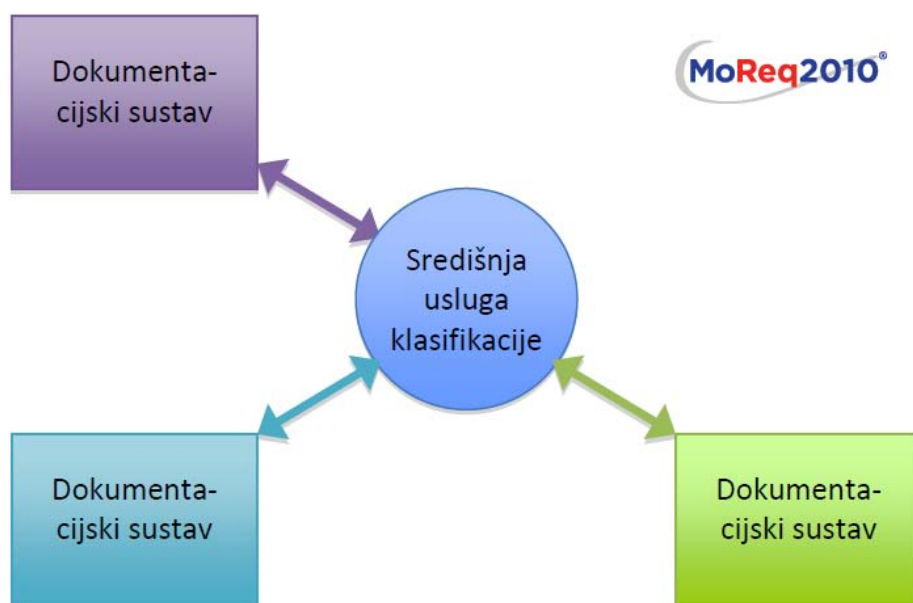 Dokumenta-
cijski sustav
MoReq2010®
Središnja
usluga
klasifikacije
Dokumenta-
cijski sustav
Dokumenta-
cijski sustav